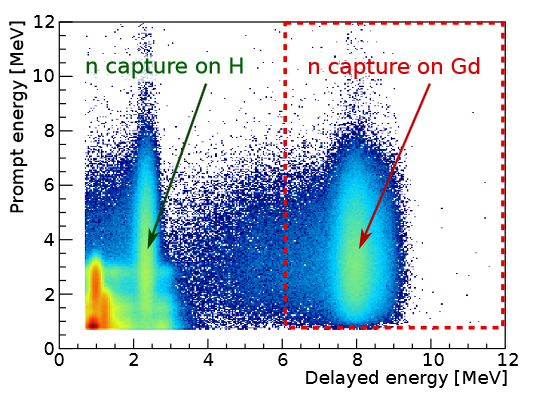 Prompt energy [MeV]
12
10
8
6
4
2
0
n capture on H
n capture on Gd
0 2 4 6 8 10 12
Delayed energy [MeV]